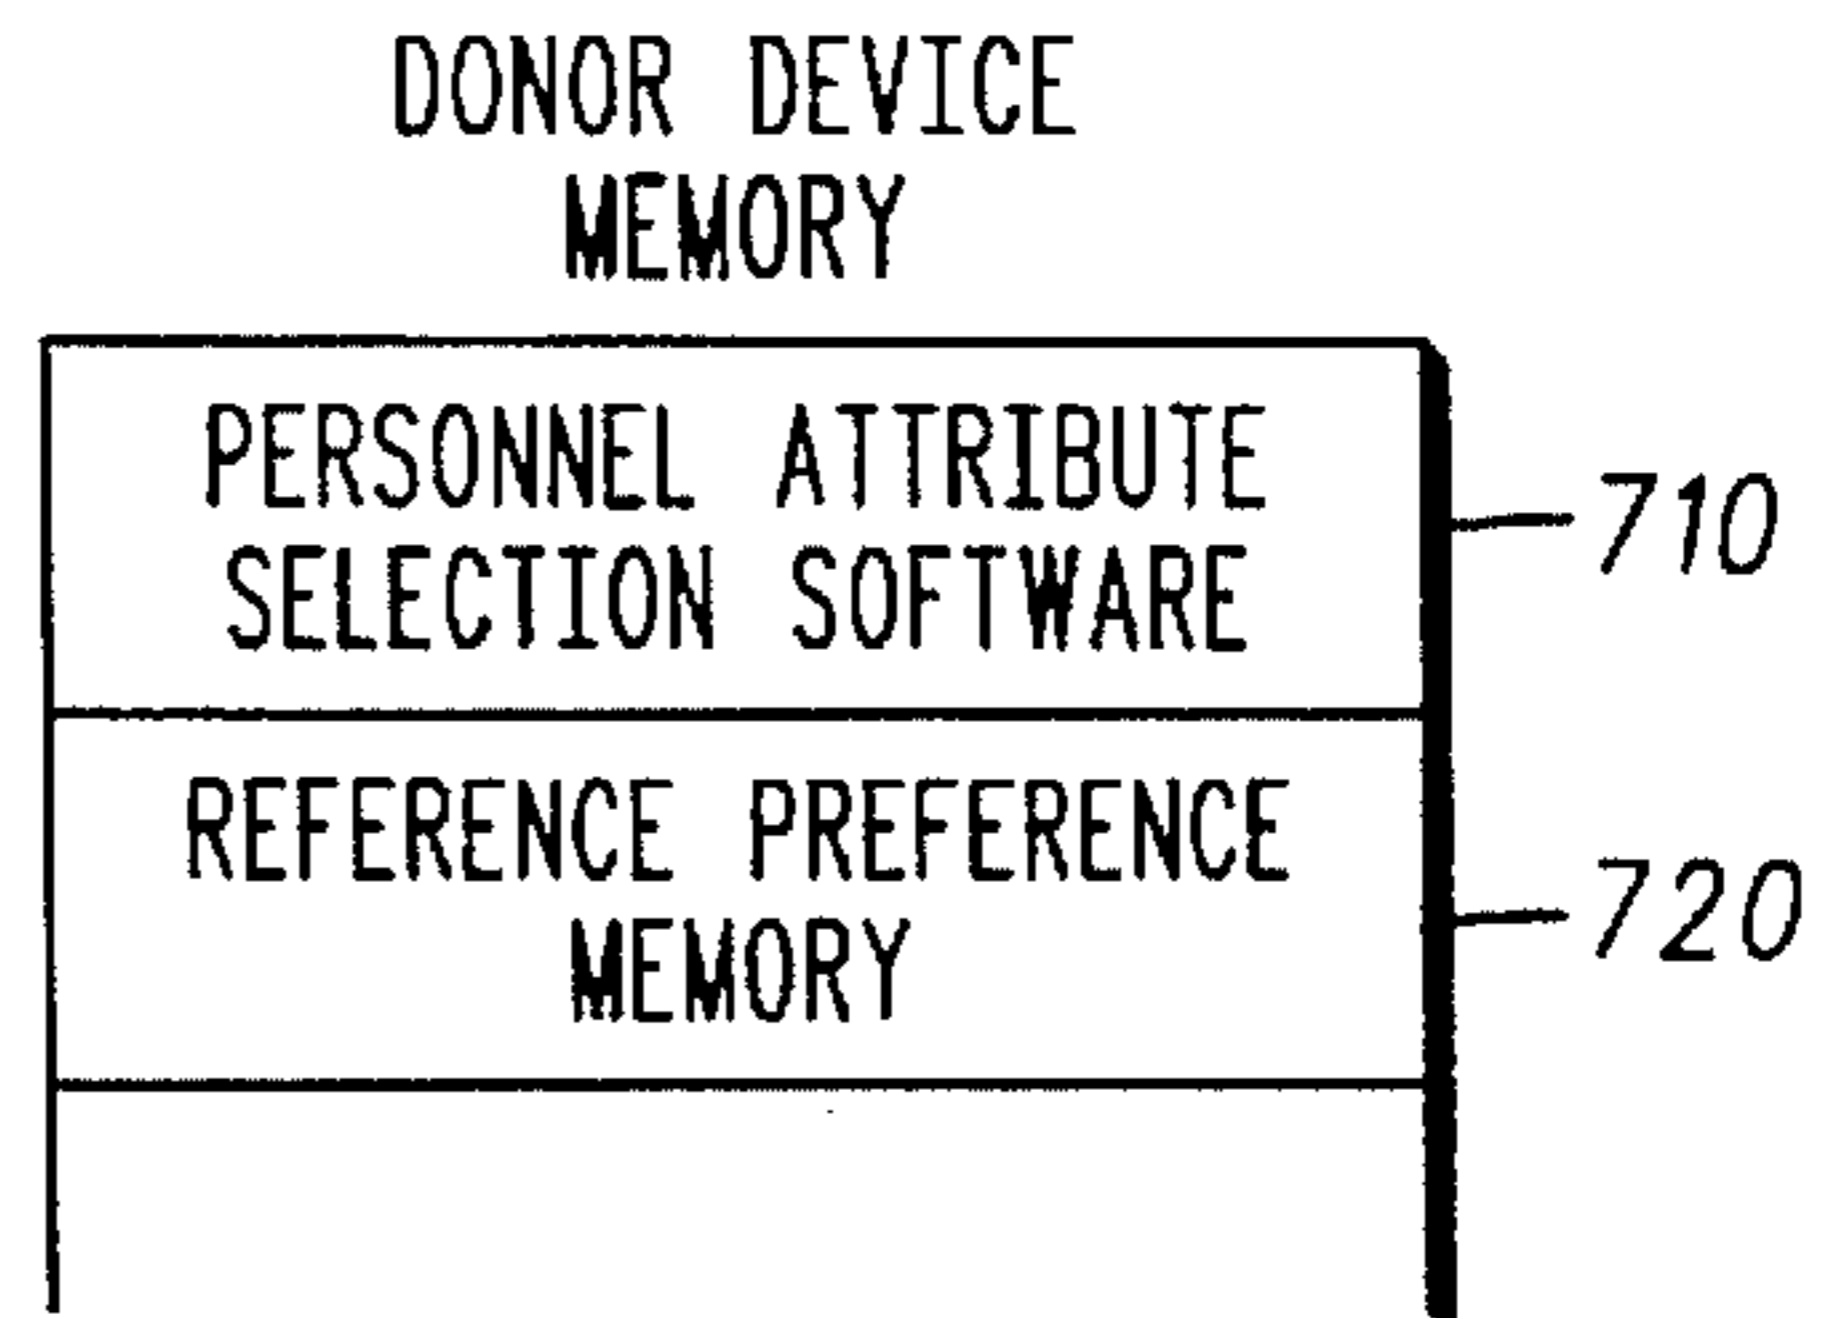 DONOR DEVICE
MEMORY
PERSONNEL ATTRIBUTE
SELECTION SOFTWARE
710
REFERENCE PREFERENCE
MEMORY
720